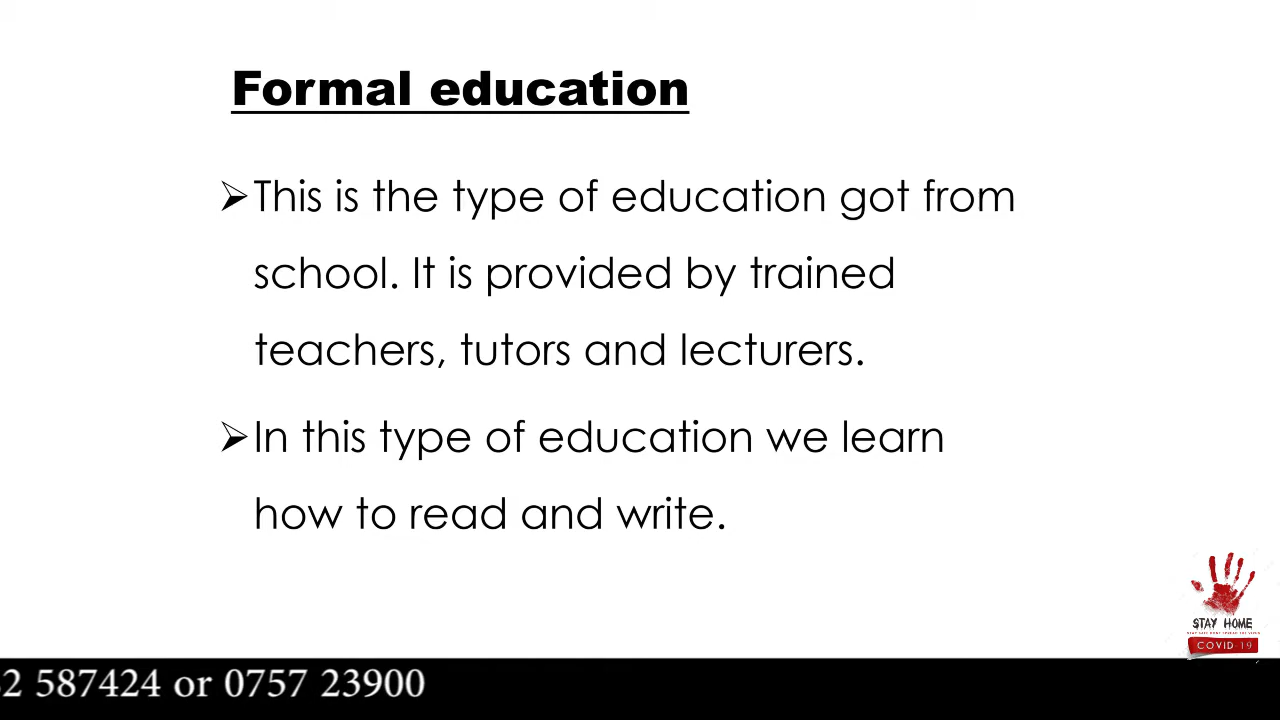 Formal education
➢This is the type of education got from
school. It is provided by trained
teachers, tutors and lecturers.
➢In this type of education we learn
how to read and write.
STAY HOME
COVID-19
2 587424 or 0757 23900